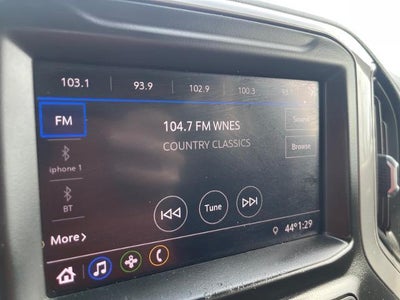 103.1 93.9 102.9 100.3
FM
104.7 FM WNES
Sound
COUNTRY CLASSICS
Browse
iphone 1
BT
Tune
More
44° 1:29